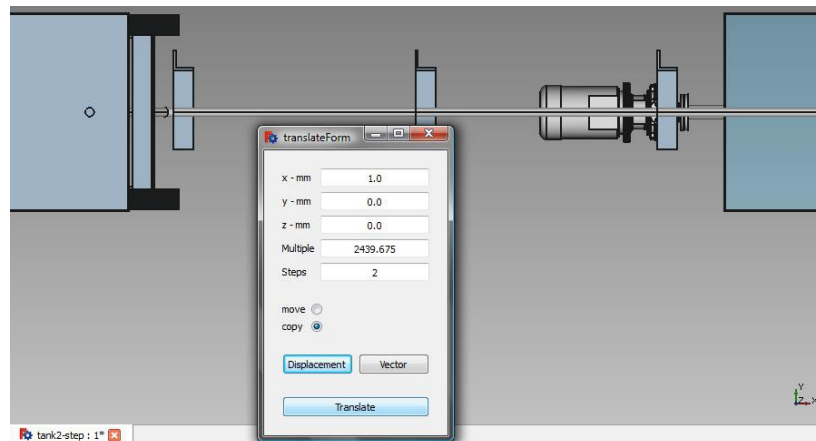 translateForm
x - mm 1.0
y - mm 0.0
z - mm 0.0
Multiple 2439.675
Steps 2
move
copy
Displacement Vector
Translate
Y
Z X
tank2-step : 1*